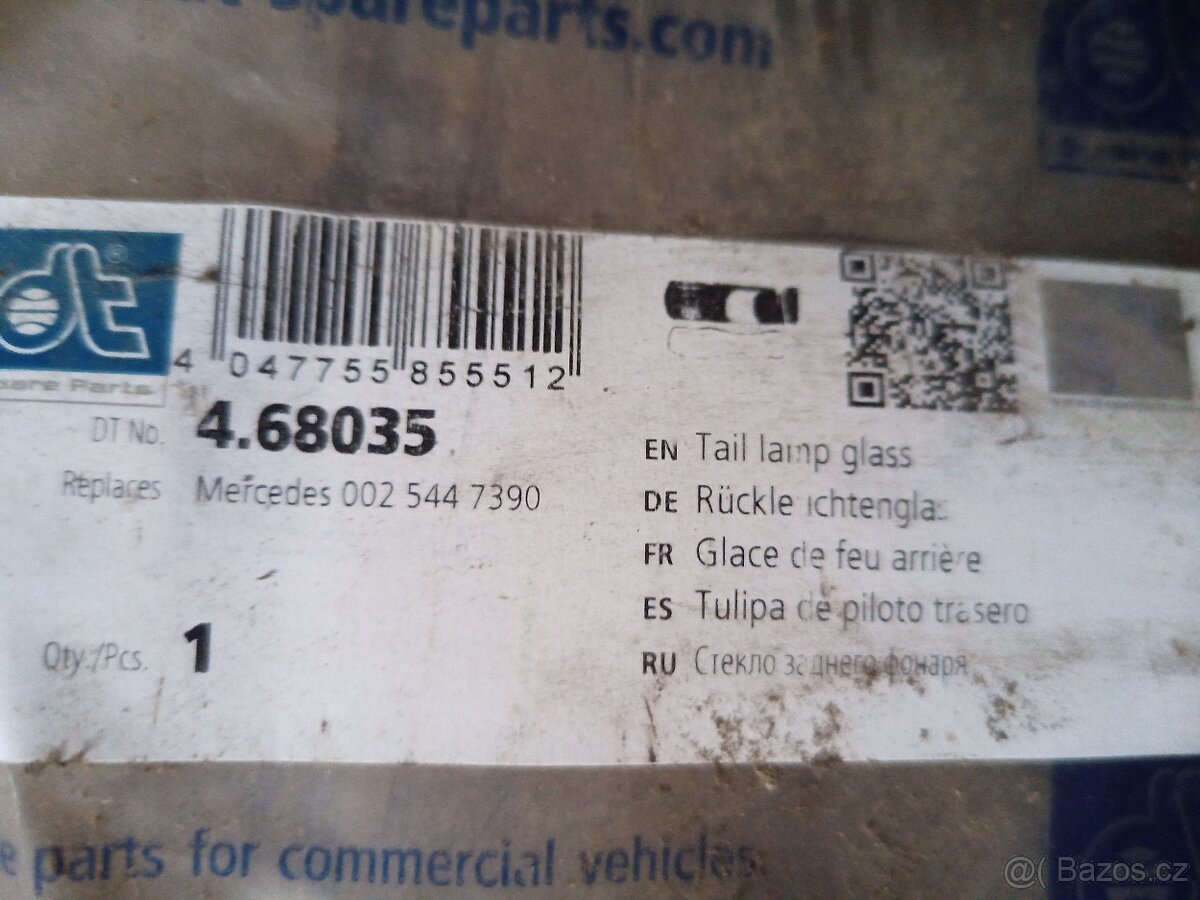 spareparts.com
dt®
Spare Parts
4 047755 855512
DT No. 4.68035
Replaces Mercedes 002 544 7390
Qty./Pcs. 1
EN Tail lamp glass
DE Rückleuchtenglas
FR Glace de feu arrière
ES Tulipa de piloto trasero
RU Стекло заднего фонаря
parts for commercial vehicles
@( Bazos.cz